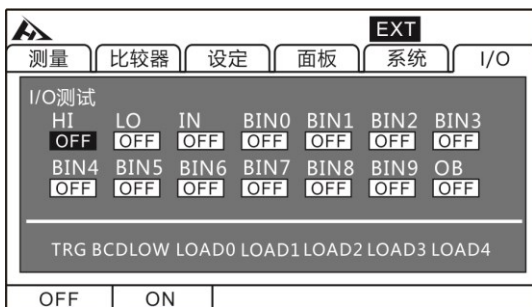 EXT
测量 比较器 设定 面板 系统 I/O
I/O测试
HI LO IN BIN0 BIN1 BIN2 BIN3
OFF OFF OFF OFF OFF OFF OFF
BIN4 BIN5 BIN6 BIN7 BIN8 BIN9 OB
OFF OFF OFF OFF OFF OFF OFF
TRG BCDLOW LOAD0 LOAD1 LOAD2 LOAD3 LOAD4
OFF ON